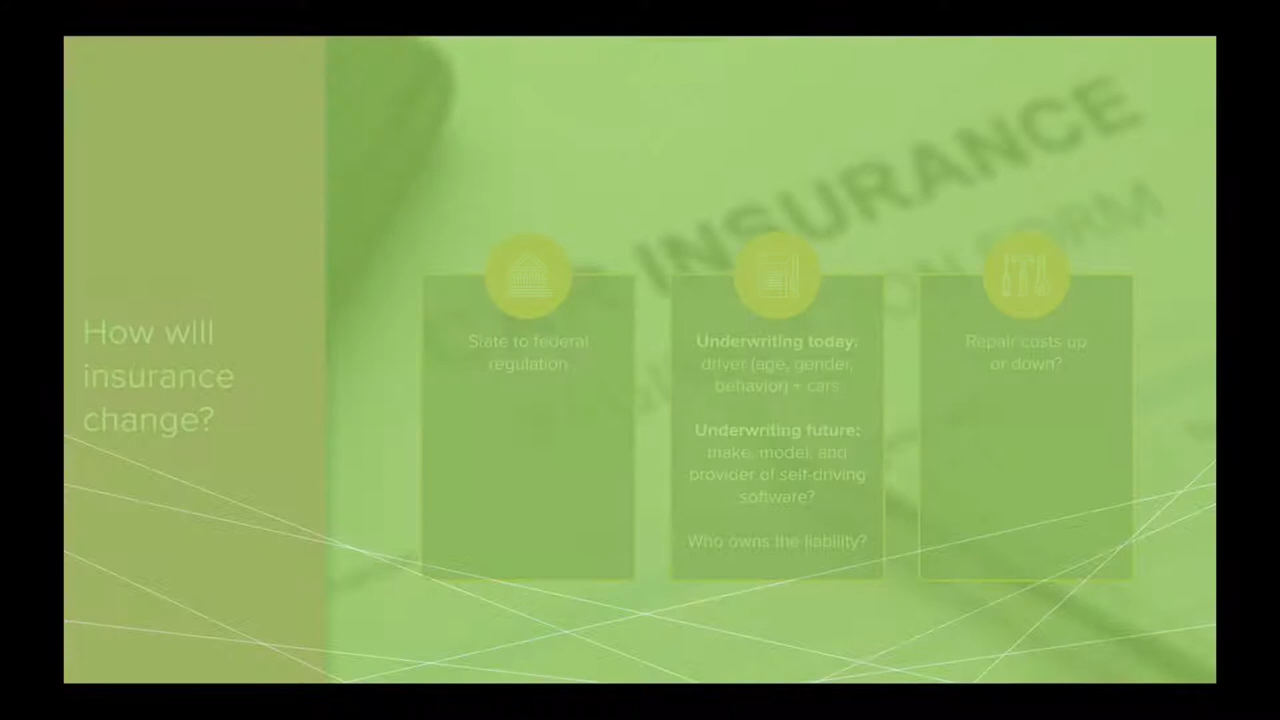 How will
insurance
change?
INSURANCE
FORM
State to federal
regulation
Underwriting today:
driver (age, gender,
behavior) + cars
Underwriting future:
make, model, and
provider of self-driving
software?
Who owns the liability?
Repair costs up
or down?